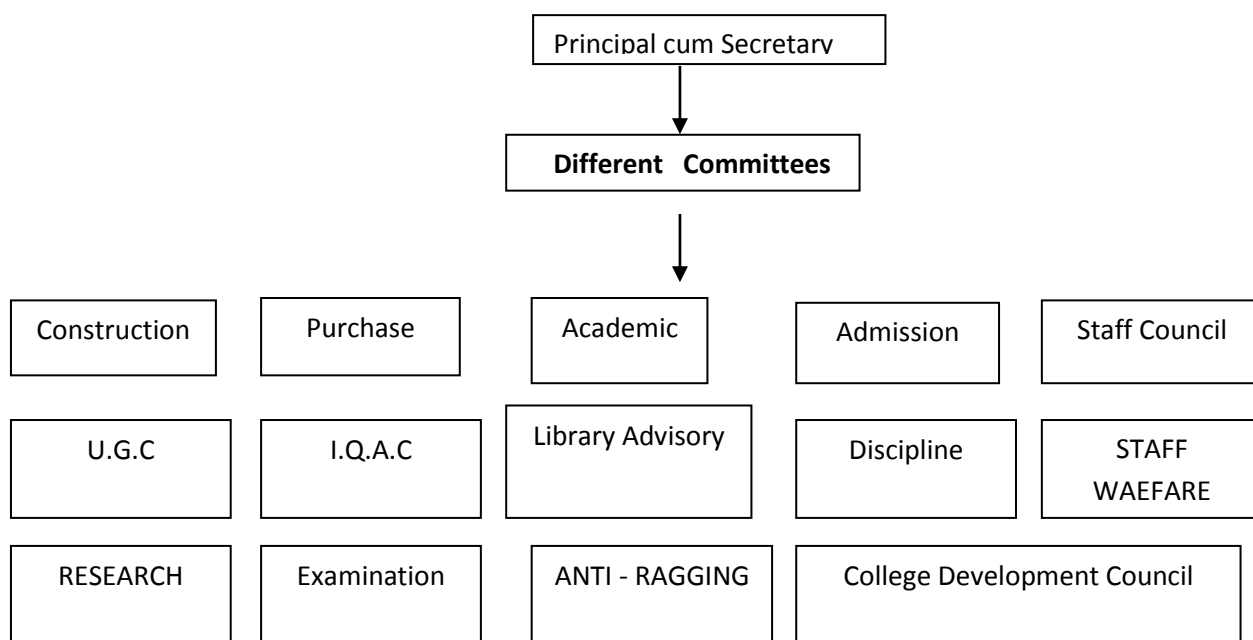 Principal cum Secretary
Different Committees
Construction
Purchase
Academic
Admission
Staff Council
U.G.C
I.Q.A.C
Library Advisory
Discipline
STAFF
WAEFARE
RESEARCH
Examination
ANTI - RAGGING
College Development Council